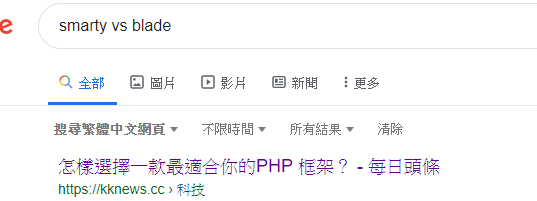 smarty vs blade
全部 圖片 影片 新聞 更多
搜尋繁體中文網頁 不限時間 所有結果 清除
怎樣選擇一款最適合你的PHP 框架？ - 每日頭條
https://kknews.cc › 科技